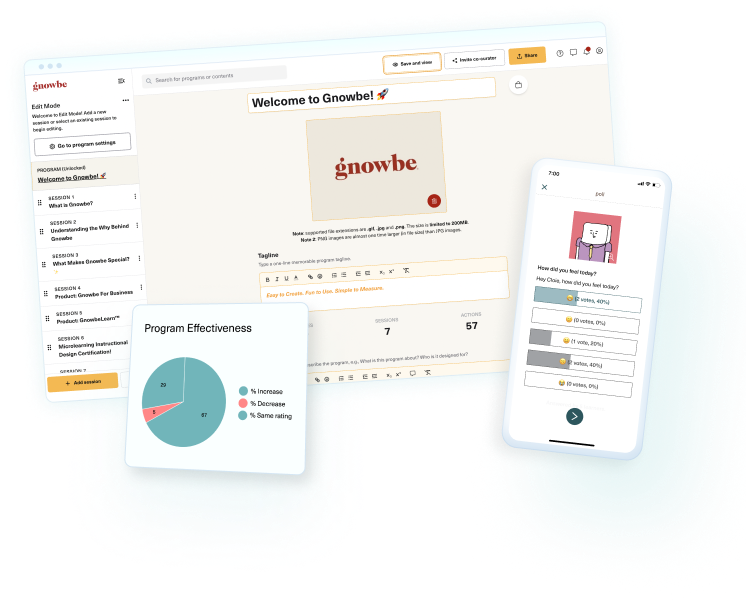 gnowbe
Search for programs or contents
Save and view
Invite co-curator
Share
Edit Mode
Welcome to Edit Mode! Add a new
session or select an existing session to
begin editing.
Go to program settings
PROGRAM (Unlocked)
Welcome to Gnowbe! 🚀
SESSION 1
What is Gnowbe?
SESSION 2
Understanding the Why Behind
Gnowbe
SESSION 3
What Makes Gnowbe Special?
✨
SESSION 4
Product: Gnowbe For Business
SESSION 5
Product: GnowbeLearn™
SESSION 6
Microlearning Instructional
Design Certification!
SESSION 7
+ Add session
Welcome to Gnowbe! 🚀
gnowbe
Note: supported file extensions are .gif, .jpg and .png. The size is limited to 200MB.
Note 2: PNG images are almost one time larger (in file size) than JPG images.
Tagline
Type a one-line memorable program tagline
B I U A
Easy to Create. Fun to Use. Simple to Measure.
SESSIONS
7
ACTIONS
57
the program, e.g., What is this program about? Who is it designed for?
Program Effectiveness
29
67
% Increase
% Decrease
% Same rating
7:00
poll
How did you feel today?
Hey Cloie, how did you feel today?
(2 votes, 40%)
(0 votes, 0%)
(1 vote, 20%)
(2 votes, 40%)
(0 votes, 0%)